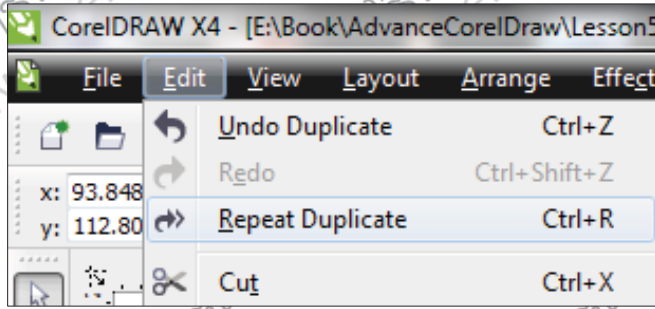 CorelDRAW X4 - [E:\Book\AdvanceCorelDraw\Lesson5
File Edit View Layout Arrange Effect
Undo Duplicate Ctrl+Z
Redo Ctrl+Shift+Z
x: 93.848
Repeat Duplicate Ctrl+R
y: 112.80
Cut Ctrl+X